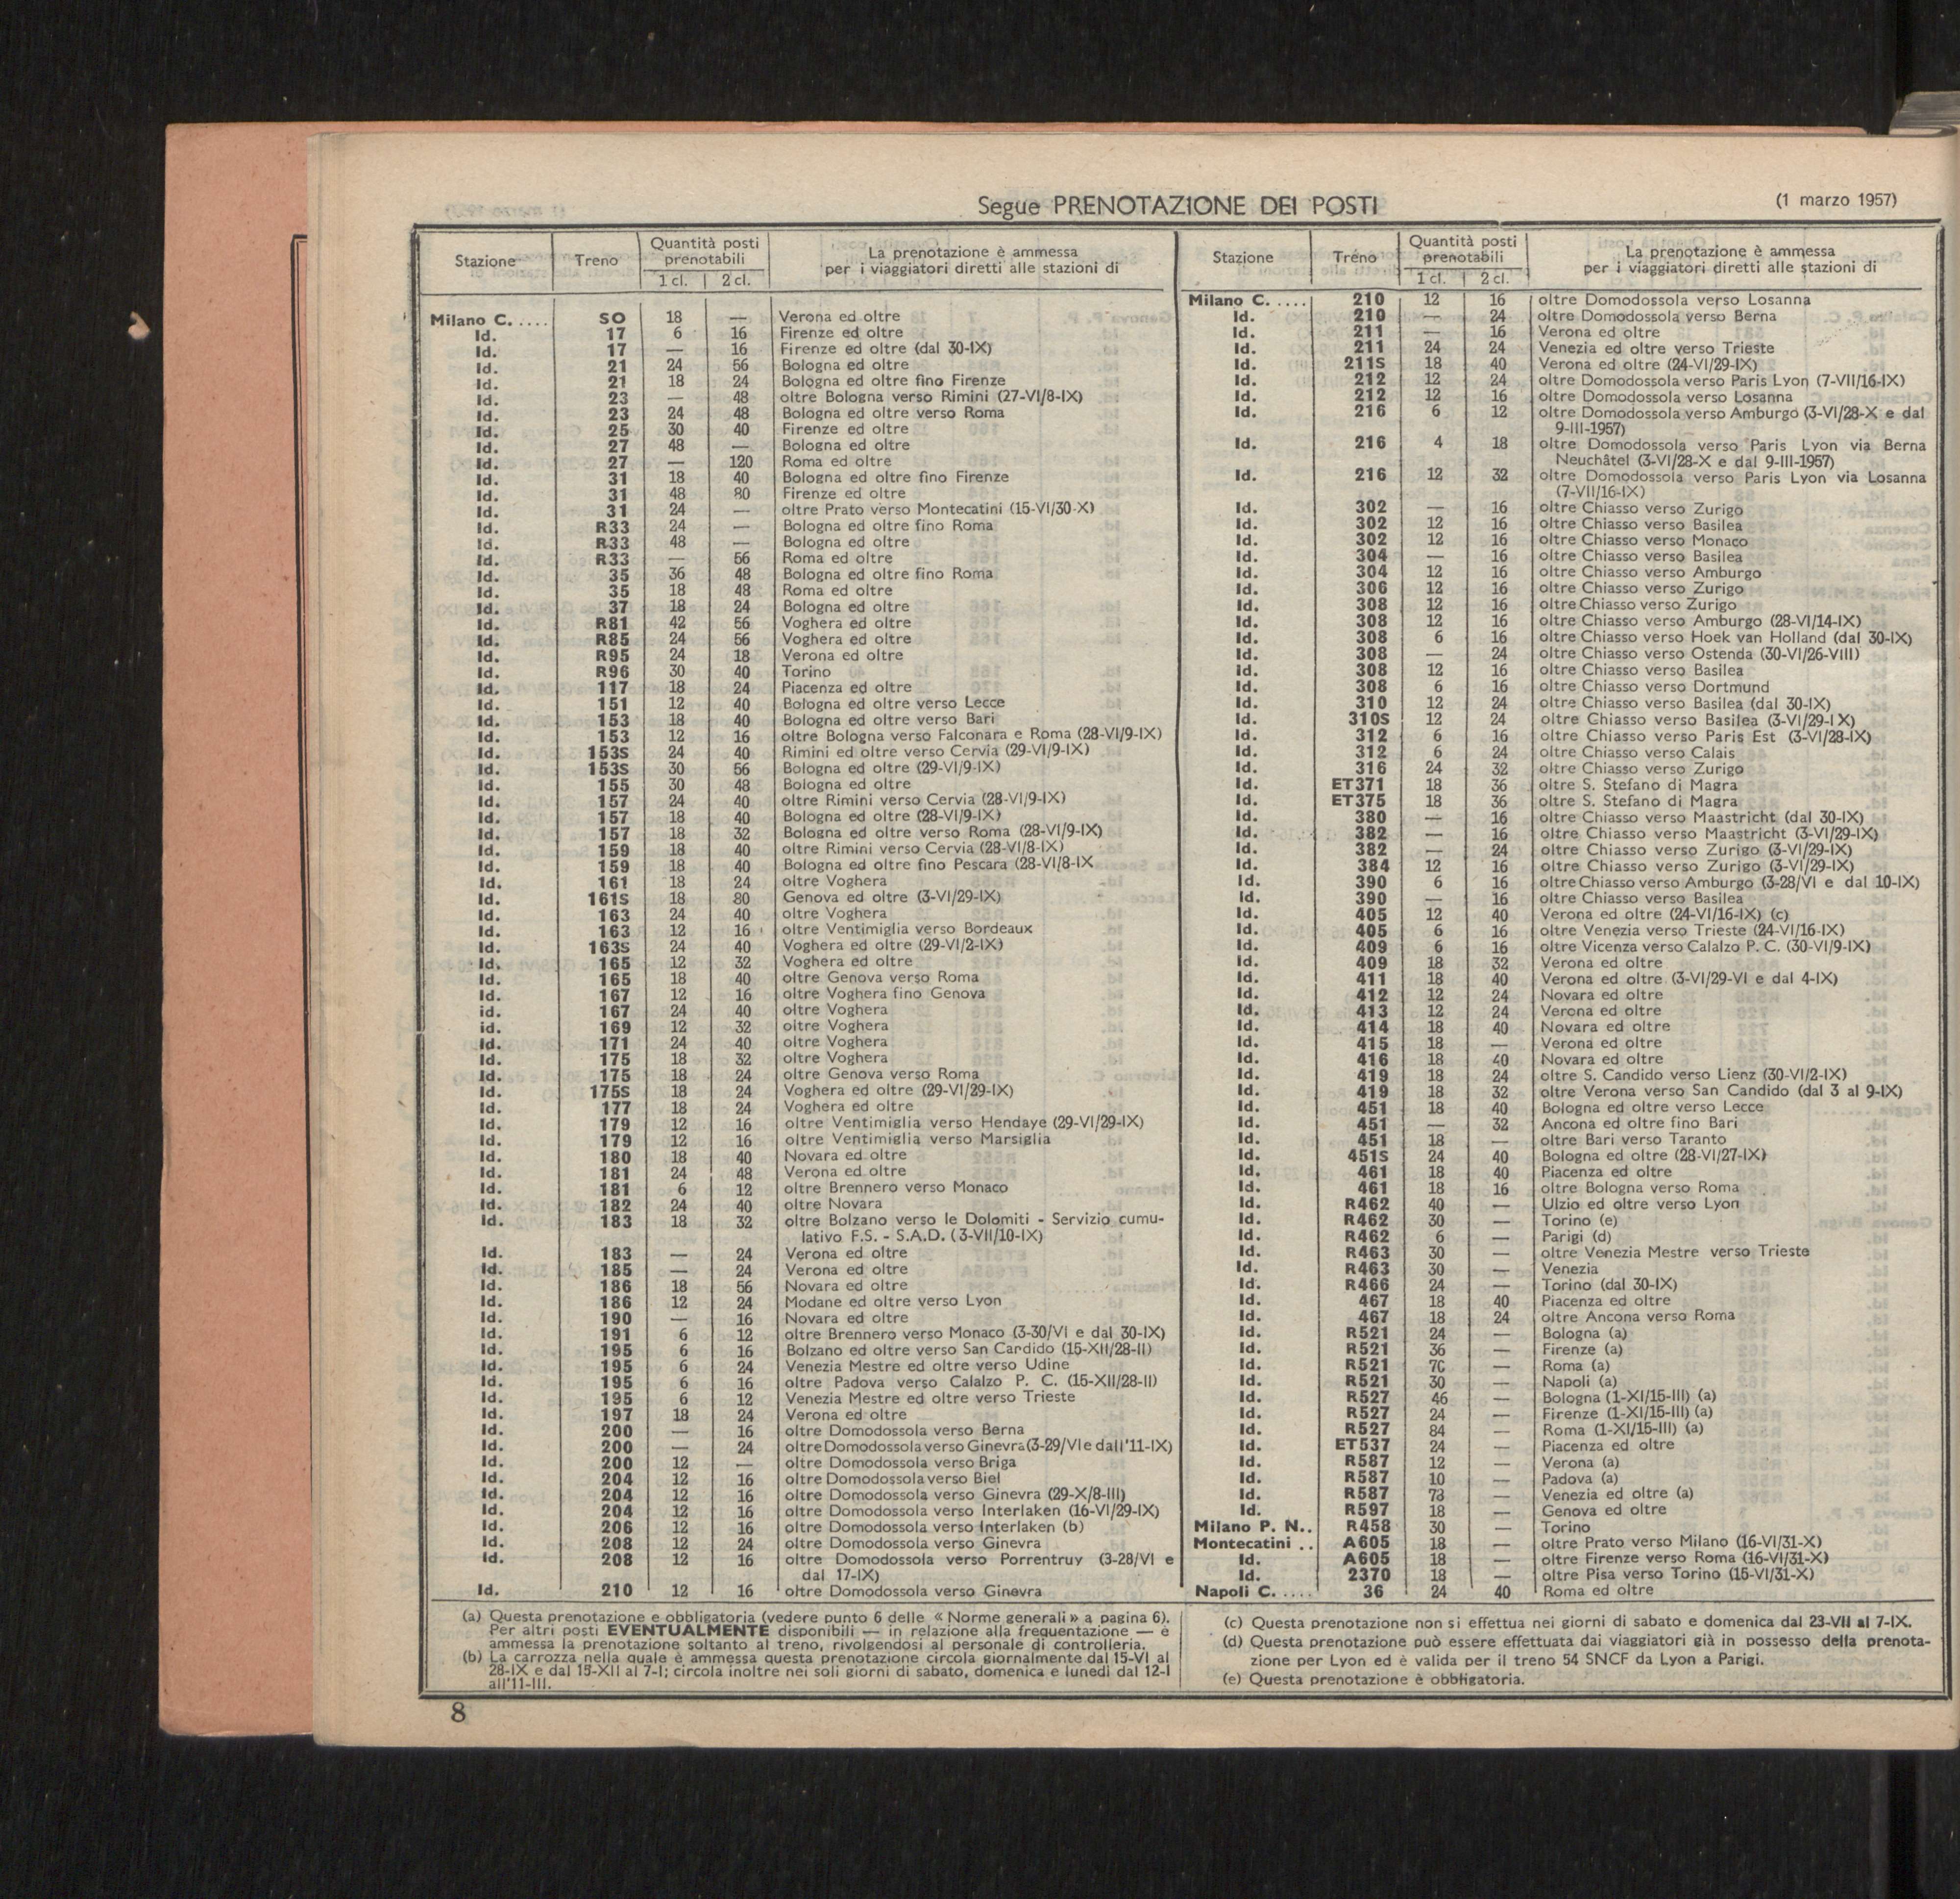 Segue PRENOTAZIONE DEI POSTI
(1 marzo 1957)
Stazione Treno Quantità posti prenotabili 1 cl. 2 cl. La prenotazione è ammessa per i viaggiatori diretti alle stazioni di
Milano C. ..... SO 18 — Verona ed oltre
Id. 17 6 16 Firenze ed oltre
Id. 17 — 16 Firenze ed oltre (dal 30-IX)
Id. 21 24 56 Bologna ed oltre
Id. 21 18 24 Bologna ed oltre fino Firenze
Id. 23 — 48 oltre Bologna verso Rimini (27-VI/8-IX)
Id. 23 24 48 Bologna ed oltre verso Roma
Id. 25 30 40 Firenze ed oltre
Id. 27 48 — Bologna ed oltre
Id. 27 — 120 Roma ed oltre
Id. 31 18 40 Bologna ed oltre fino Firenze
Id. 31 48 80 Firenze ed oltre
Id. 31 24 — oltre Prato verso Montecatini (15-VI/30-X)
Id. R33 24 — Bologna ed oltre fino Roma
Id. R33 48 — Bologna ed oltre
Id. R33 — 56 Roma ed oltre
Id. 35 36 48 Bologna ed oltre fino Roma
Id. 35 18 48 Roma ed oltre
Id. 37 18 24 Bologna ed oltre
Id. R81 42 56 Voghera ed oltre
Id. R85 24 56 Voghera ed oltre
Id. R95 24 18 Verona ed oltre
Id. R96 30 40 Torino
Id. 117 18 24 Piacenza ed oltre
Id. 151 12 40 Bologna ed oltre verso Lecce
Id. 153 18 40 Bologna ed oltre verso Bari
Id. 153 12 16 oltre Bologna verso Falconara e Roma (28-VI/9-IX)
Id. 153S 24 40 Rimini ed oltre verso Cervia (29-VI/9-IX)
Id. 153S 30 56 Bologna ed oltre (29-VI/9-IX)
Id. 155 30 48 Bologna ed oltre
Id. 157 24 40 oltre Rimini verso Cervia (28-VI/9-IX)
Id. 157 18 40 Bologna ed oltre (28-VI/9-IX)
Id. 157 18 32 Bologna ed oltre verso Roma (28-VI/9-IX)
Id. 159 18 40 oltre Rimini verso Cervia (28-VI/8-IX)
Id. 159 18 40 Bologna ed oltre fino Pescara (28-VI/8-IX
Id. 161 18 24 oltre Voghera
Id. 161S 18 80 Genova ed oltre (3-VI/29-IX)
Id. 163 24 40 oltre Voghera
Id. 163 12 16 oltre Ventimiglia verso Bordeaux
Id. 163S 24 40 Voghera ed oltre (29-VI/2-IX)
Id. 165 12 32 Voghera ed oltre
Id. 165 18 40 oltre Genova verso Roma
Id. 167 12 16 oltre Voghera fino Genova
id. 167 24 40 oltre Voghera
id. 169 12 32 oltre Voghera
Id. 171 24 40 oltre Voghera
Id. 175 18 32 oltre Voghera
Id. 175 18 24 oltre Genova verso Roma
Id. 175S 18 24 Voghera ed oltre (29-VI/29-IX)
Id. 177 18 24 Voghera ed oltre
Id. 179 12 16 oltre Ventimiglia verso Hendaye (29-VI/29-IX)
Id. 179 12 16 oltre Ventimiglia verso Marsiglia
Id. 180 18 40 Novara ed oltre
Id. 181 24 48 Verona ed oltre
Id. 181 6 12 oltre Brennero verso Monaco
Id. 182 24 40 oltre Novara
Id. 183 18 32 oltre Bolzano verso le Dolomiti - Servizio cumu-
lativo F.S. - S.A.D. (3-VII/10-IX)
Id. 183 — 24 Verona ed oltre
Id. 185 — 24 Verona ed oltre
Id. 186 18 56 Novara ed oltre
Id. 186 12 24 Modane ed oltre verso Lyon
Id. 190 — 16 Novara ed oltre
Id. 191 6 12 oltre Brennero verso Monaco (3-30/VI e dal 30-IX)
Id. 195 6 16 Bolzano ed oltre verso San Cardido (15-XII/28-II)
Id. 195 6 24 Venezia Mestre ed oltre verso Udine
Id. 195 6 16 oltre Padova verso Calalzo P. C. (15-XII/28-II)
Id. 195 6 12 Venezia Mestre ed oltre verso Trieste
Id. 197 18 24 Verona ed oltre
Id. 200 — 16 oltre Domodossola verso Berna
Id. 200 — 24 oltre Domodossola verso Ginevra (3-29/VI e dall'11-IX)
Id. 200 12 — oltre Domodossola verso Briga
Id. 204 12 16 oltre Domodossola verso Biel
Id. 204 12 16 oltre Domodossola verso Ginevra (29-X/8-III)
Id. 204 12 16 oltre Domodossola verso Interlaken (16-VI/29-IX)
Id. 206 12 16 oltre Domodossola verso Interlaken (b)
Id. 208 12 24 oltre Domodossola verso Ginevra
Id. 208 12 16 oltre Domodossola verso Porrentruy (3-28/VI e
dal 17-IX)
Id. 210 12 16 oltre Domodossola verso Ginevra
(a) Questa prenotazione e obbligatoria (vedere punto 6 delle « Norme generali » a pagina 6).
Per altri posti EVENTUALMENTE disponibili — in relazione alla frequentazione — è
ammessa la prenotazione soltanto al treno, rivolgendosi al personale di controlleria.
(b) La carrozza nella quale è ammessa questa prenotazione circola giornalmente dal 15-VI al
28-IX e dal 15-XII al 7-I; circola inoltre nei soli giorni di sabato, domenica e lunedì dal 12-I
all'11-III.
Stazione Treno Quantità posti prenotabili 1 cl. 2 cl. La prenotazione è ammessa per i viaggiatori diretti alle stazioni di
Milano C. ..... 210 12 16 oltre Domodossola verso Losanna
Id. 210 — 24 oltre Domodossola verso Berna
Id. 211 — 16 Verona ed oltre
Id. 211 24 24 Venezia ed oltre verso Trieste
Id. 211S 18 40 Verona ed oltre (24-VI/29-IX)
Id. 212 12 24 oltre Domodossola verso Paris Lyon (7-VII/16-IX)
Id. 212 12 16 oltre Domodossola verso Losanna
Id. 216 6 12 oltre Domodossola verso Amburgo (3-VI/28-X e dal
9-III-1957)
Id. 216 4 18 oltre Domodossola verso Paris Lyon via Berna
Neuchâtel (3-VI/28-X e dal 9-III-1957)
Id. 216 12 32 oltre Domodossola verso Paris Lyon via Losanna
(7-VII/16-IX)
Id. 302 — 16 oltre Chiasso verso Zurigo
Id. 302 12 16 oltre Chiasso verso Basilea
Id. 302 12 16 oltre Chiasso verso Monaco
Id. 304 — 16 oltre Chiasso verso Basilea
Id. 304 12 16 oltre Chiasso verso Amburgo
Id. 306 12 16 oltre Chiasso verso Zurigo
Id. 308 12 16 oltre Chiasso verso Zurigo
Id. 308 12 16 oltre Chiasso verso Amburgo (28-VI/14-IX)
Id. 308 6 16 oltre Chiasso verso Hoek van Holland (dal 30-IX)
Id. 308 — 24 oltre Chiasso verso Ostenda (30-VI/26-VIII)
Id. 308 12 16 oltre Chiasso verso Basilea
Id. 308 6 16 oltre Chiasso verso Dortmund
Id. 310 12 24 oltre Chiasso verso Basilea (dal 30-IX)
Id. 310S 12 24 oltre Chiasso verso Basilea (3-VI/29-IX)
Id. 312 6 16 oltre Chiasso verso Paris Est (3-VI/28-IX)
Id. 312 6 24 oltre Chiasso verso Calais
Id. 316 24 32 oltre Chiasso verso Zurigo
Id. ET371 18 36 oltre S. Stefano di Magra
Id. ET375 18 36 oltre S. Stefano di Magra
Id. 380 — 16 oltre Chiasso verso Maastricht (dal 30-IX)
Id. 382 — 16 oltre Chiasso verso Maastricht (3-VI/29-IX)
Id. 382 — 24 oltre Chiasso verso Zurigo (3-VI/29-IX)
Id. 384 12 16 oltre Chiasso verso Zurigo (3-VI/29-IX)
Id. 390 6 16 oltre Chiasso verso Amburgo (3-28/VI e dal 10-IX)
Id. 390 — 16 oltre Chiasso verso Basilea
Id. 405 12 40 Verona ed oltre (24-VI/16-IX) (c)
Id. 405 6 16 oltre Venezia verso Trieste (24-VI/16-IX)
Id. 409 6 16 oltre Vicenza verso Calalzo P. C. (30-VI/9-IX)
Id. 409 18 32 Verona ed oltre
Id. 411 18 40 Verona ed oltre (3-VI/29-VI e dal 4-IX)
Id. 412 12 24 Novara ed oltre
Id. 413 12 24 Verona ed oltre
Id. 414 18 40 Novara ed oltre
Id. 415 18 — Verona ed oltre
Id. 416 18 40 Novara ed oltre
Id. 419 18 24 oltre S. Candido verso Lienz (30-VI/2-IX)
Id. 419 18 32 oltre Verona verso San Candido (dal 3 al 9-IX)
Id. 451 18 40 Bologna ed oltre verso Lecce
Id. 451 — 32 Ancona ed oltre fino Bari
Id. 451 18 — oltre Bari verso Taranto
Id. 451S 24 40 Bologna ed oltre (28-VI/27-IX)
Id. 461 18 40 Piacenza ed oltre
Id. 461 18 16 oltre Bologna verso Roma
Id. R462 40 — Ulzio ed oltre verso Lyon
Id. R462 30 — Torino (e)
Id. R462 6 — Parigi (d)
Id. R463 30 — oltre Venezia Mestre verso Trieste
Id. R463 30 — Venezia
Id. R466 24 — Torino (dal 30-IX)
Id. 467 18 40 Piacenza ed oltre
Id. 467 18 24 oltre Ancona verso Roma
Id. R521 24 — Bologna (a)
Id. R521 36 — Firenze (a)
Id. R521 70 — Roma (a)
Id. R521 30 — Napoli (a)
Id. R527 46 — Bologna (1-XI/15-III) (a)
Id. R527 24 — Firenze (1-XI/15-III) (a)
Id. R527 84 — Roma (1-XI/15-III) (a)
Id. ET537 24 — Piacenza ed oltre
Id. R587 12 — Verona (a)
Id. R587 10 — Padova (a)
Id. R587 73 — Venezia ed oltre (a)
Id. R597 18 — Genova ed oltre
Milano P. N.. R458 30 — Torino
Montecatini .. A605 18 — oltre Prato verso Milano (16-VI/31-X)
Id. A605 18 — oltre Firenze verso Roma (16-VI/31-X)
Id. 2370 18 — oltre Pisa verso Torino (15-VI/31-X)
Napoli C. ..... 36 24 40 Roma ed oltre
(c) Questa prenotazione non si effettua nei giorni di sabato e domenica dal 23-VII al 7-IX.
(d) Questa prenotazione può essere effettuata dai viaggiatori già in possesso della prenota-
zione per Lyon ed è valida per il treno 54 SNCF da Lyon a Parigi.
(e) Questa prenotazione è obbligatoria.
8